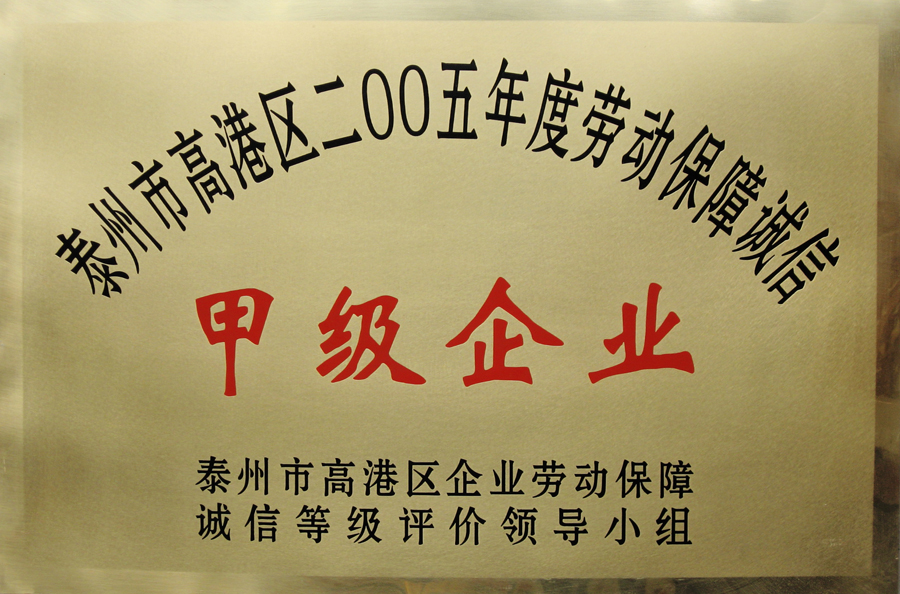 泰州市高港区二〇〇五年度劳动保障诚信
甲级企业
泰州市高港区企业劳动保障
诚信等级评价领导小组